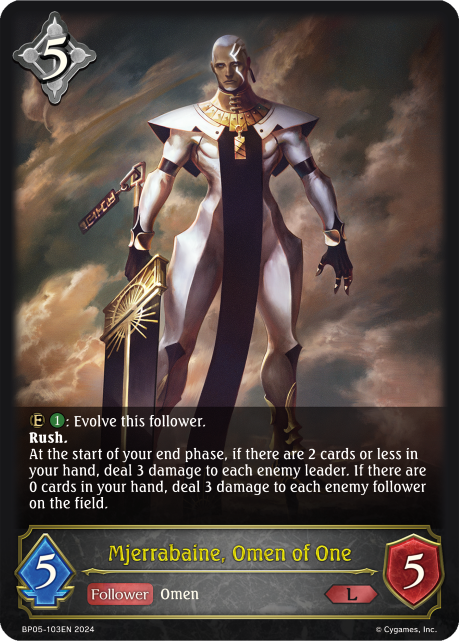 5
E 1: Evolve this follower.
Rush.
At the start of your end phase, if there are 2 cards or less in
your hand, deal 3 damage to each enemy leader. If there are
0 cards in your hand, deal 3 damage to each enemy follower
on the field.
Mjerrabaine, Omen of One
5
Follower Omen
L
5
BP05-103EN 2024
© Cygames, Inc.